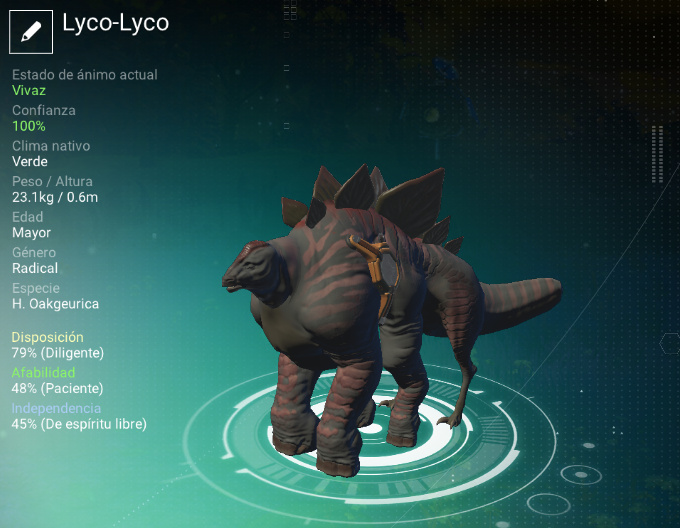 Lyco-Lyco
Estado de ánimo actual
Vivaz
Confianza
100%
Clima nativo
Verde
Peso / Altura
23.1kg / 0.6m
Edad
Mayor
Género
Radical
Especie
H. Oakgeurica
Disposición
79% (Diligente)
Afabilidad
48% (Paciente)
Independencia
45% (De espíritu libre)